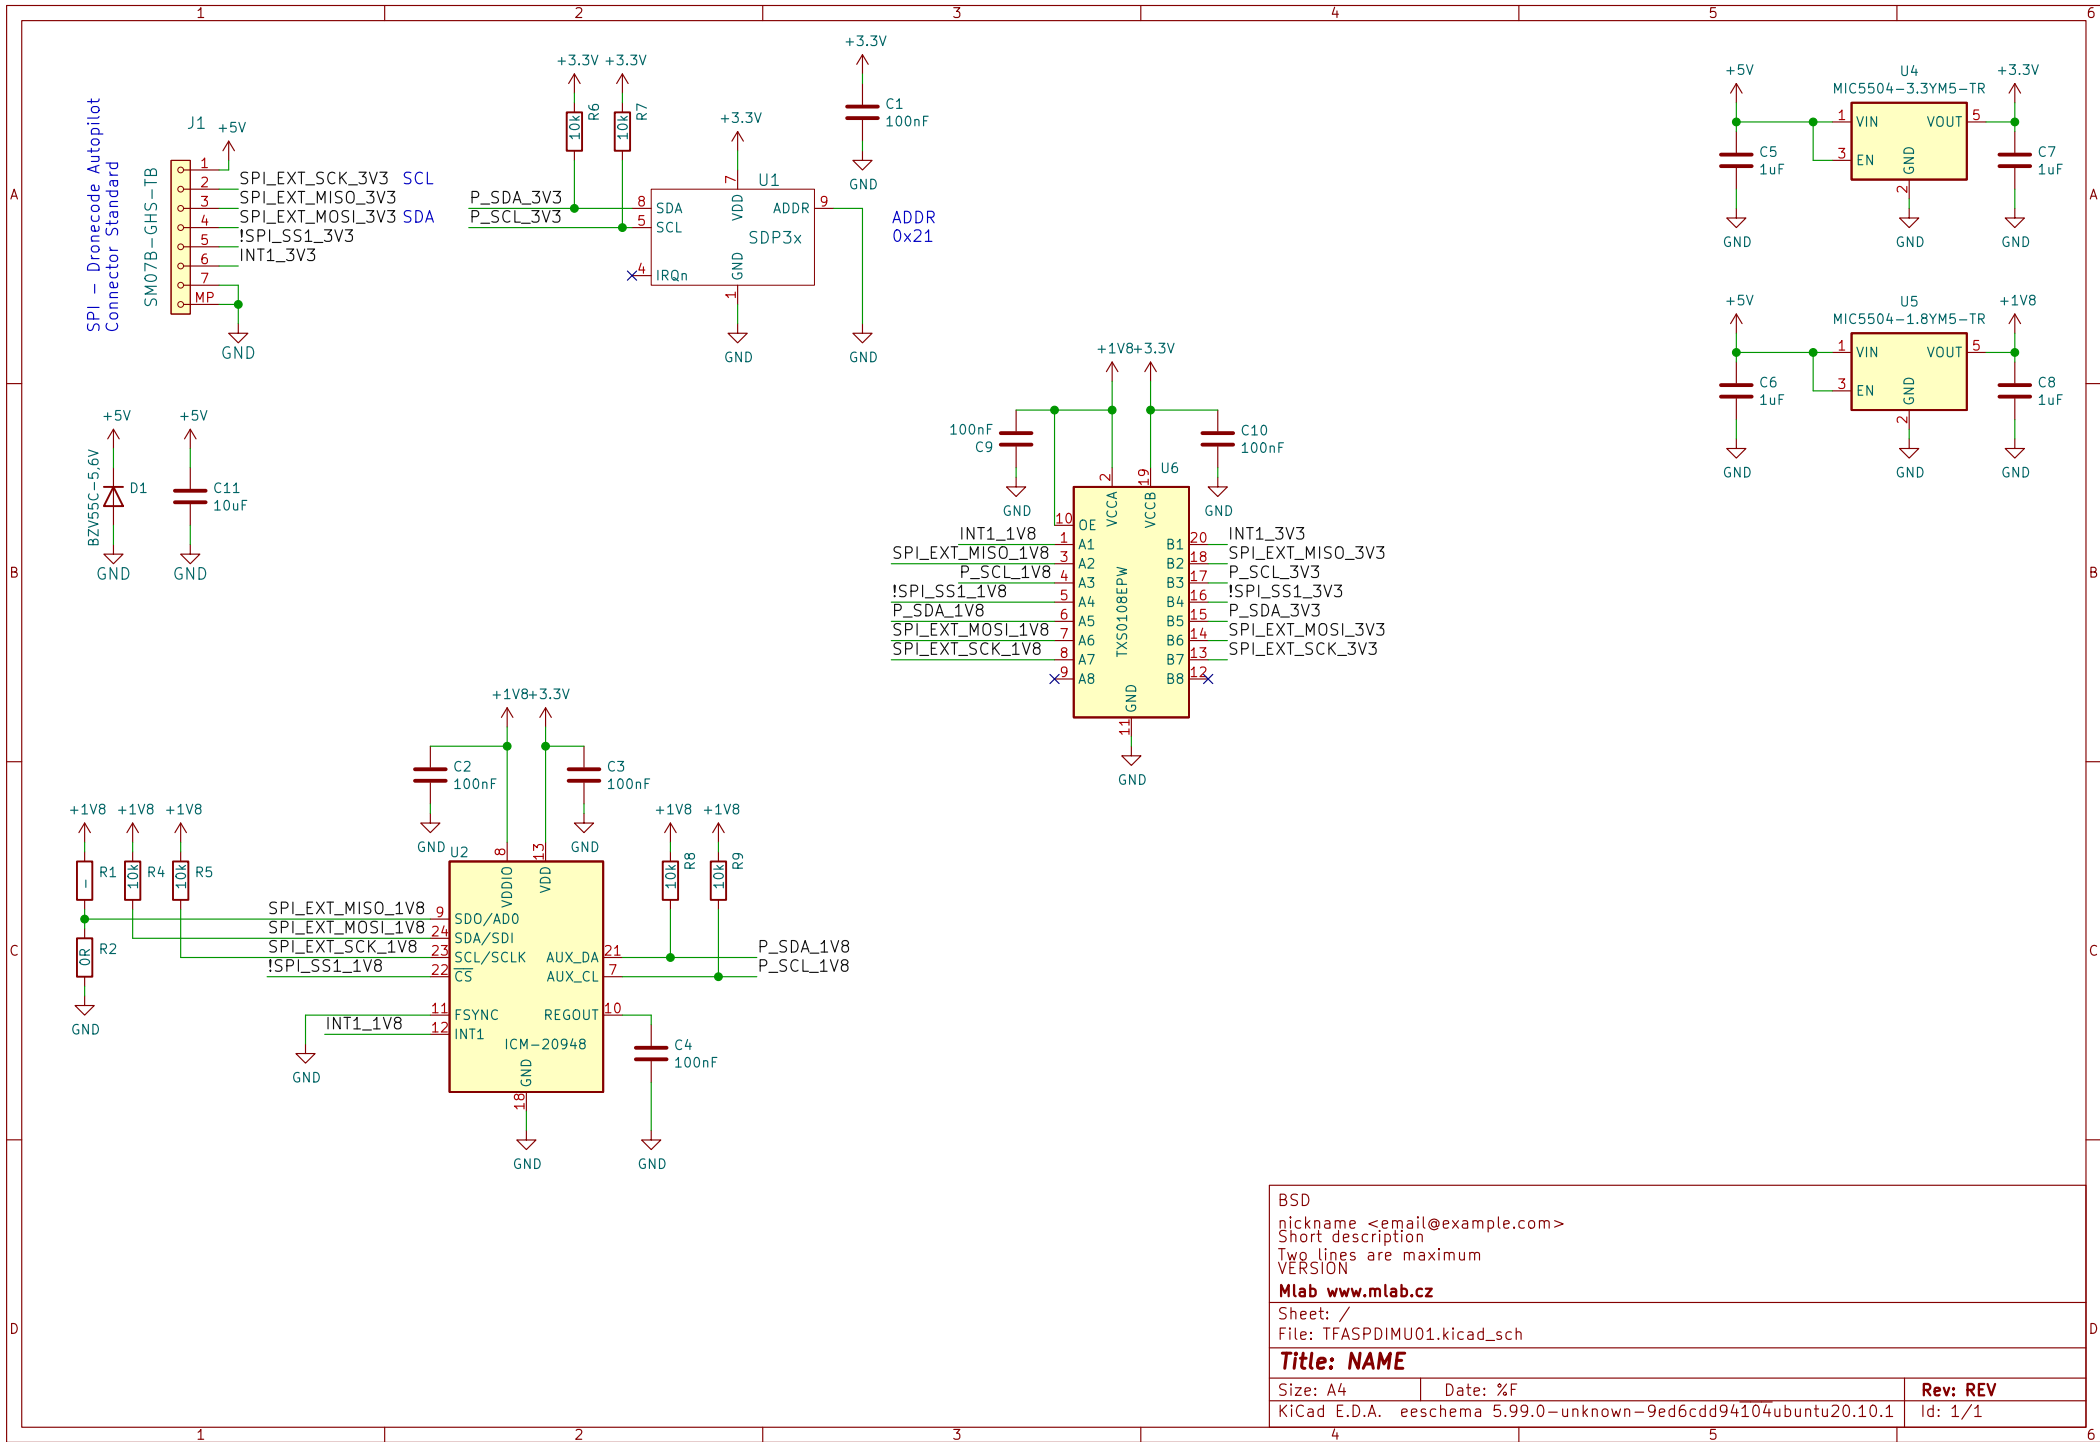 1 2 3 4 5 6
A
B
C
D
SPI – Dronecode Autopilot
Connector Standard
J1
+5V
SM07B-GHS-TB
1
2
3
4
5
6
7
MP
SPI_EXT_SCK_3V3 SCL
SPI_EXT_MISO_3V3
SPI_EXT_MOSI_3V3 SDA
!SPI_SS1_3V3
INT1_3V3
GND
+3.3V +3.3V
R6
10k
R7
10k
P_SDA_3V3
P_SCL_3V3
+3.3V
U1
SDP3x
7
VDD
8 SDA
5 SCL
4 IRQn
ADDR 9
GND
1
GND
ADDR
0x21
GND
+3.3V
C1
100nF
GND
+5V
U4
MIC5504-3.3YM5-TR
+3.3V
1 VIN
VOUT 5
3 EN
GND
2
C5
1uF
C7
1uF
GND
GND
GND
+5V
U5
MIC5504-1.8YM5-TR
+1V8
1 VIN
VOUT 5
3 EN
GND
2
C6
1uF
C8
1uF
GND
GND
GND
+5V
BZV55C-5,6V
D1
GND
+5V
C11
10uF
GND
+1V8 +3.3V
100nF
C9
GND
C10
100nF
GND
U6
2
VCCA
19
VCCB
TXS0108EPW
10 OE
INT1_1V8 1 A1
SPI_EXT_MISO_1V8 3 A2
P_SCL_1V8 4 A3
!SPI_SS1_1V8 5 A4
P_SDA_1V8 6 A5
SPI_EXT_MOSI_1V8 7 A6
SPI_EXT_SCK_1V8 8 A7
9 A8
B1 20 INT1_3V3
B2 18 SPI_EXT_MISO_3V3
B3 17 P_SCL_3V3
B4 16 !SPI_SS1_3V3
B5 15 P_SDA_3V3
B6 14 SPI_EXT_MOSI_3V3
B7 13 SPI_EXT_SCK_3V3
B8 12
GND
11
GND
+1V8 +3.3V
C2
100nF
GND
C3
100nF
GND
+1V8 +1V8 +1V8
R1
–
R4
10k
R5
10k
R2
0R
GND
U2
8
VDDIO
13
VDD
SPI_EXT_MISO_1V8 9 SDO/AD0
SPI_EXT_MOSI_1V8 24 SDA/SDI
SPI_EXT_SCK_1V8 23 SCL/SCLK
!SPI_SS1_1V8 22 CS
11 FSYNC
INT1_1V8 12 INT1
AUX_DA 21 P_SDA_1V8
AUX_CL 7 P_SCL_1V8
REGOUT 10
ICM-20948
GND
18
GND
GND
+1V8 +1V8
R8
10k
R9
10k
C4
100nF
GND
BSD
nickname <email@example.com>
Short description
Two lines are maximum
VERSION
Mlab www.mlab.cz
Sheet: /
File: TFASPDIMU01.kicad_sch
Title: NAME
Size: A4 Date: %F Rev: REV
KiCad E.D.A. eeschema 5.99.0-unknown-9ed6cdd94104ubuntu20.10.1 Id: 1/1
A
B
C
D
1 2 3 4 5 6